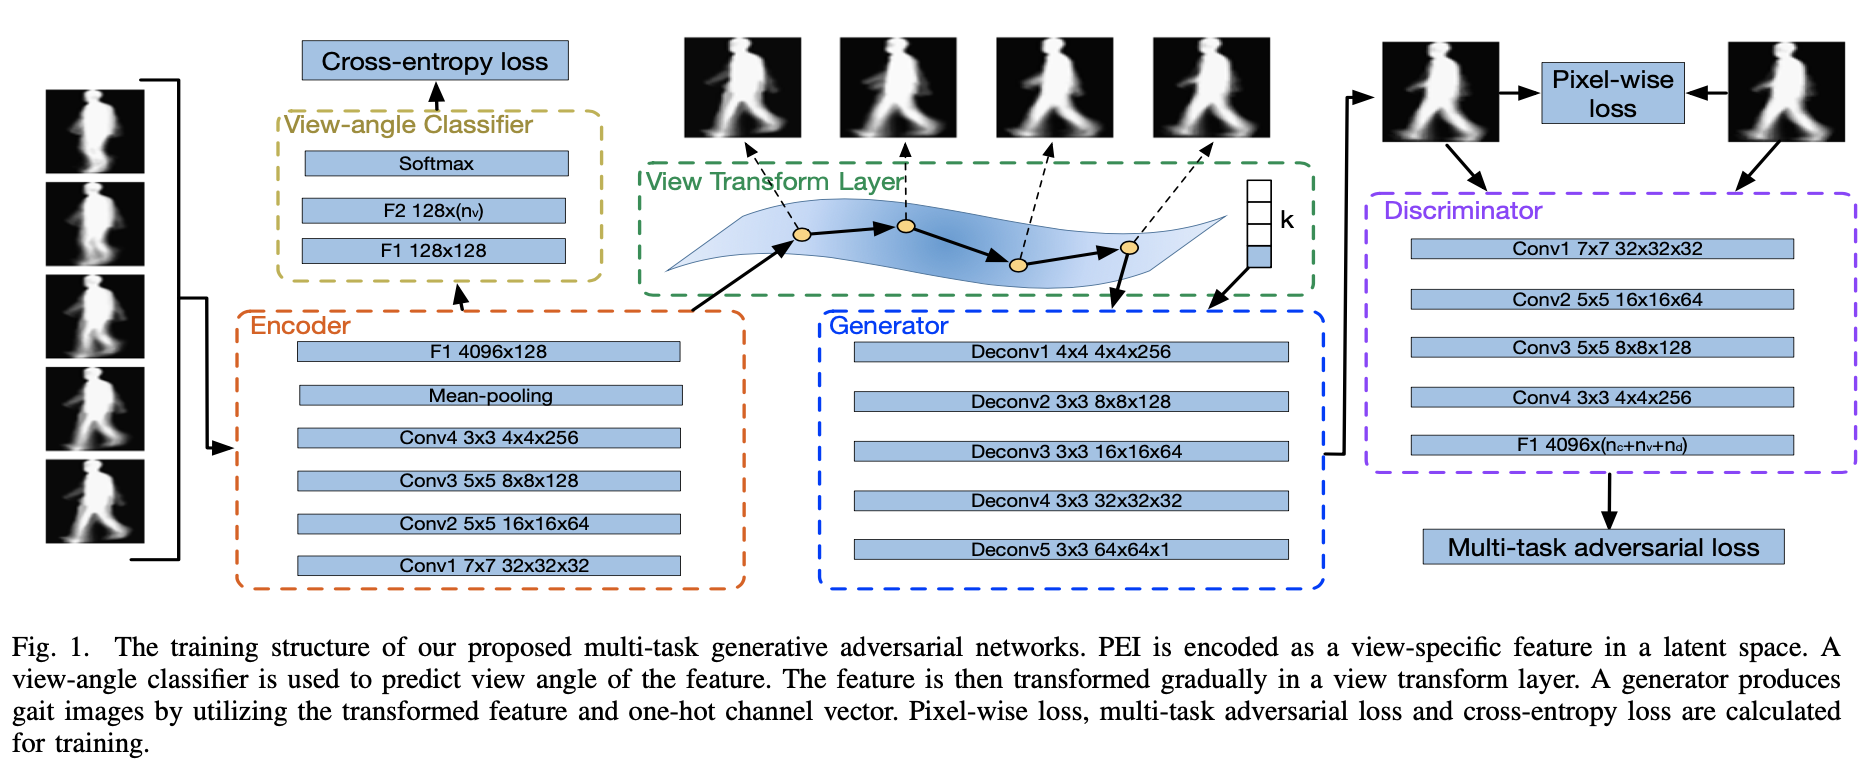 Cross-entropy loss
View-angle Classifier
Softmax
F2 128x(nᵥ)
F1 128x128
Encoder
F1 4096x128
Mean-pooling
Conv4 3x3 4x4x256
Conv3 5x5 8x8x128
Conv2 5x5 16x16x64
Conv1 7x7 32x32x32
View Transform Layer
k
Generator
Deconv1 4x4 4x4x256
Deconv2 3x3 8x8x128
Deconv3 3x3 16x16x64
Deconv4 3x3 32x32x32
Deconv5 3x3 64x64x1
Pixel-wise
loss
Discriminator
Conv1 7x7 32x32x32
Conv2 5x5 16x16x64
Conv3 5x5 8x8x128
Conv4 3x3 4x4x256
F1 4096x(n꜀+nᵥ+n𝒹)
Multi-task adversarial loss
Fig. 1. The training structure of our proposed multi-task generative adversarial networks. PEI is encoded as a view-specific feature in a latent space. A
view-angle classifier is used to predict view angle of the feature. The feature is then transformed gradually in a view transform layer. A generator produces
gait images by utilizing the transformed feature and one-hot channel vector. Pixel-wise loss, multi-task adversarial loss and cross-entropy loss are calculated
for training.